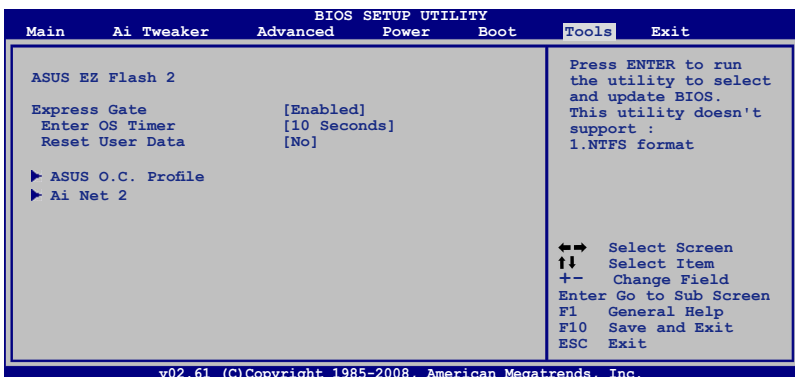 BIOS SETUP UTILITY
Main Ai Tweaker Advanced Power Boot Tools Exit
ASUS EZ Flash 2
Express Gate [Enabled]
Enter OS Timer [10 Seconds]
Reset User Data [No]
ASUS O.C. Profile
Ai Net 2
Press ENTER to run
the utility to select
and update BIOS.
This utility doesn't
support :
1.NTFS format
Select Screen
Select Item
+- Change Field
Enter Go to Sub Screen
F1 General Help
F10 Save and Exit
ESC Exit
v02.61 (C)Copyright 1985-2008, American Megatrends, Inc.